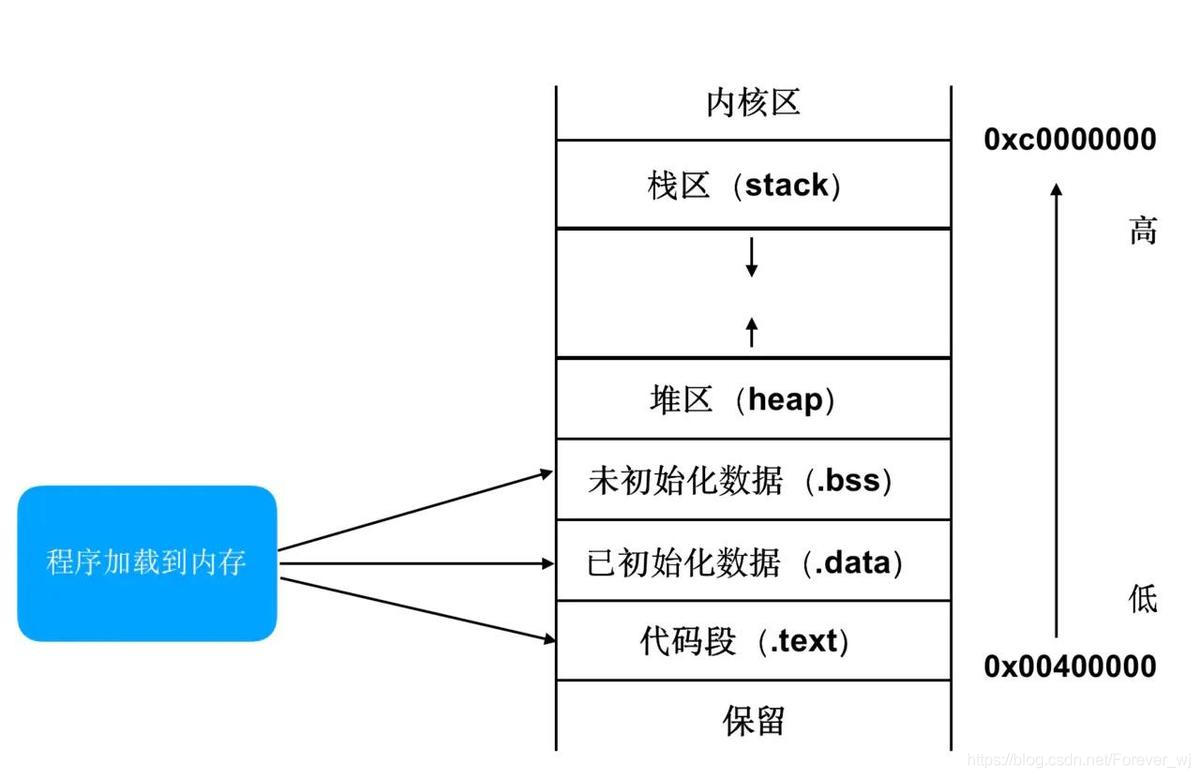 内核区
0xc0000000
栈区（stack）
高
堆区（heap）
未初始化数据（.bss）
程序加载到内存
已初始化数据（.data）
低
代码段（.text）
0x00400000
保留
https://blog.csdn.net/Forever_wj